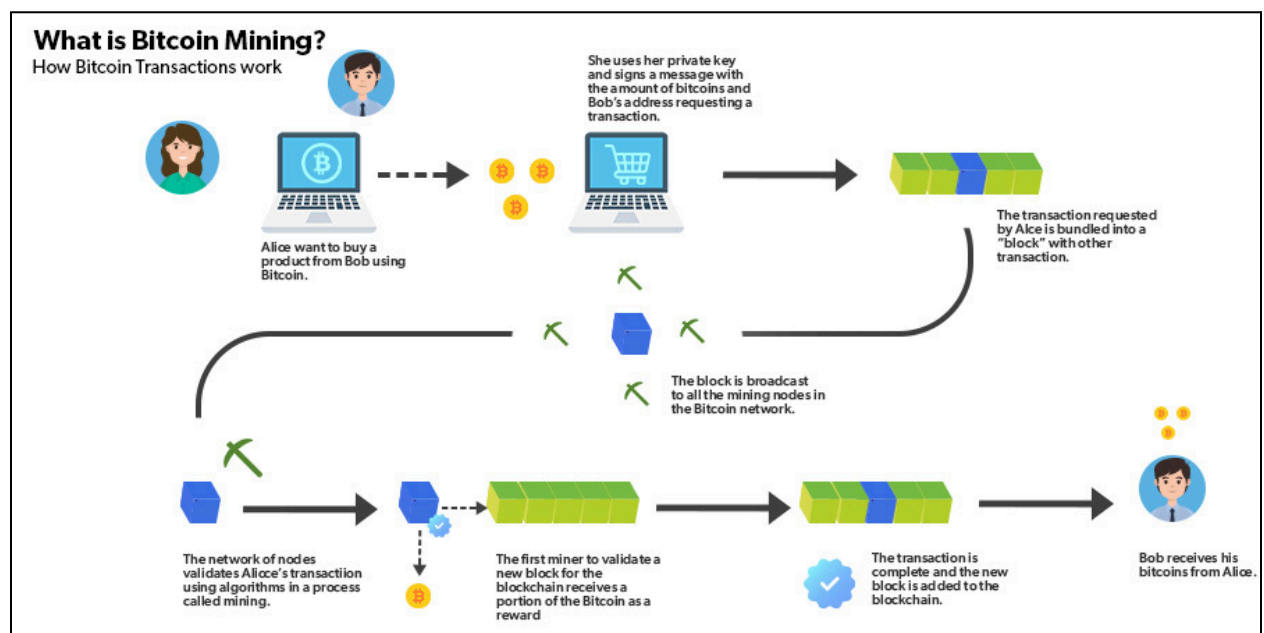 What is Bitcoin Mining?
How Bitcoin Transactions work
She uses her private key
and signs a message with
the amount of bitcoins and
Bob's address requesting a
transaction.
Alice want to buy a
product from Bob using
Bitcoin.
The transaction requested
by Alce is bundled into a
"block" with other
transaction.
The block is broadcast
to all the mining nodes in
the Bitcoin network.
The network of nodes
validates Alicce's transactiion
using algorithms in a process
called mining.
The first miner to validate a
new block for the
blockchain receives a
portion of the Bitcoin as a
reward
The transaction is
complete and the new
block is added to the
blockchain.
Bob receives his
bitcoins from Alice.